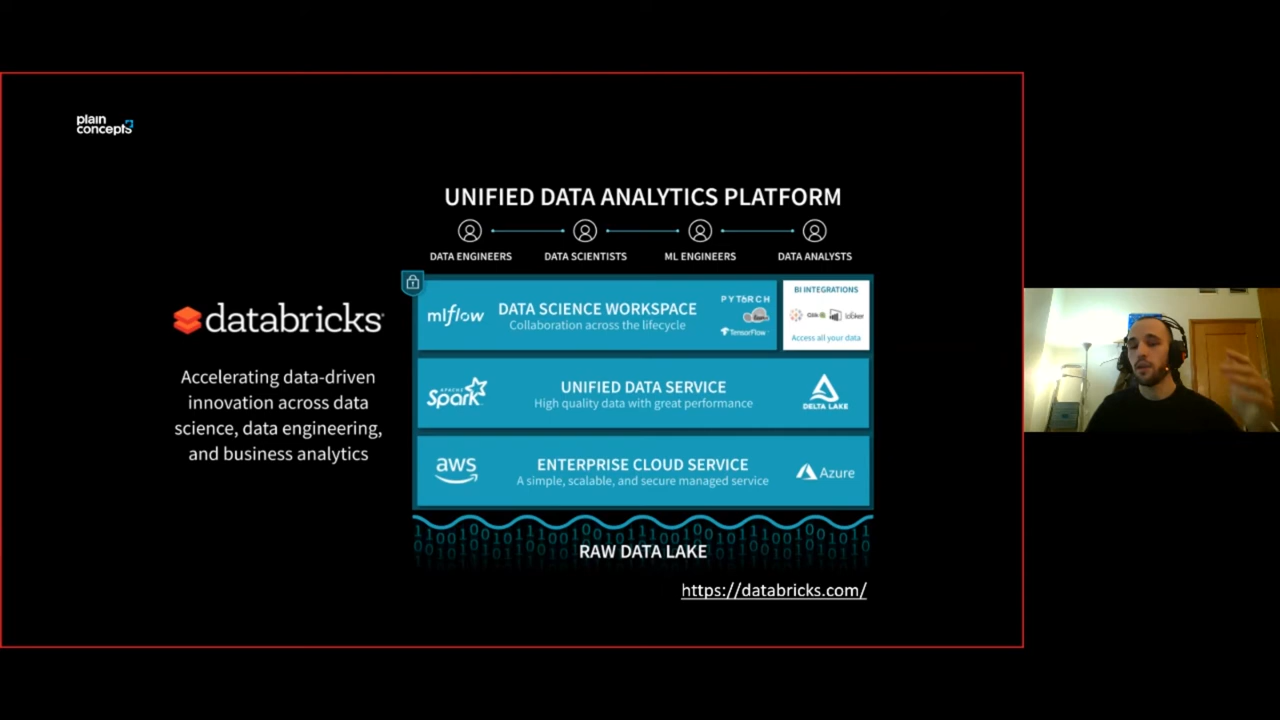 plain
concepts
UNIFIED DATA ANALYTICS PLATFORM
DATA ENGINEERS
DATA SCIENTISTS
ML ENGINEERS
DATA ANALYSTS
databricks
Accelerating data-driven
innovation across data
science, data engineering,
and business analytics
mlflow
DATA SCIENCE WORKSPACE
Collaboration across the lifecycle
PYTORCH
TensorFlow
BI INTEGRATIONS
Qlik
looker
Access all your data
APACHE
Spark
UNIFIED DATA SERVICE
High quality data with great performance
DELTA LAKE
aws
ENTERPRISE CLOUD SERVICE
A simple, scalable, and secure managed service
Azure
RAW DATA LAKE
https://databricks.com/